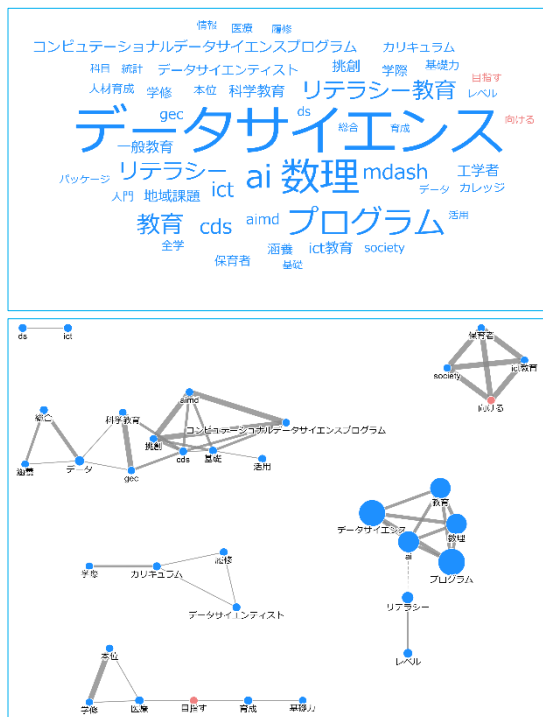 情報 医療 履修
コンピュテーショナルデータサイエンスプログラム カリキュラム
科目 統計 データサイエンティスト 挑創 学際 基礎力
目指す
人材育成 学修 本位 科学教育 リテラシー教育 レベル
gec ds
データサイエンス 総合 育成 向ける
一般教育
パッケージ リテラシー ai 数理 mdash 工学者
入門 地域課題 ict データ カレッジ
教育 cds aimd プログラム 活用
全学 涵養 ict教育 society
保育者 基礎
ds ict
保育者
society ict教育
向ける
aimd
総合 科学教育 コンピュテーショナルデータサイエンスプログラム
挑創
涵養 データ gec cds 基礎 活用
教育
データサイエンス 数理
ai プログラム
履修
学修 カリキュラム
データサイエンティスト リテラシー
レベル
本位
学修 医療 目指す 育成 基礎力